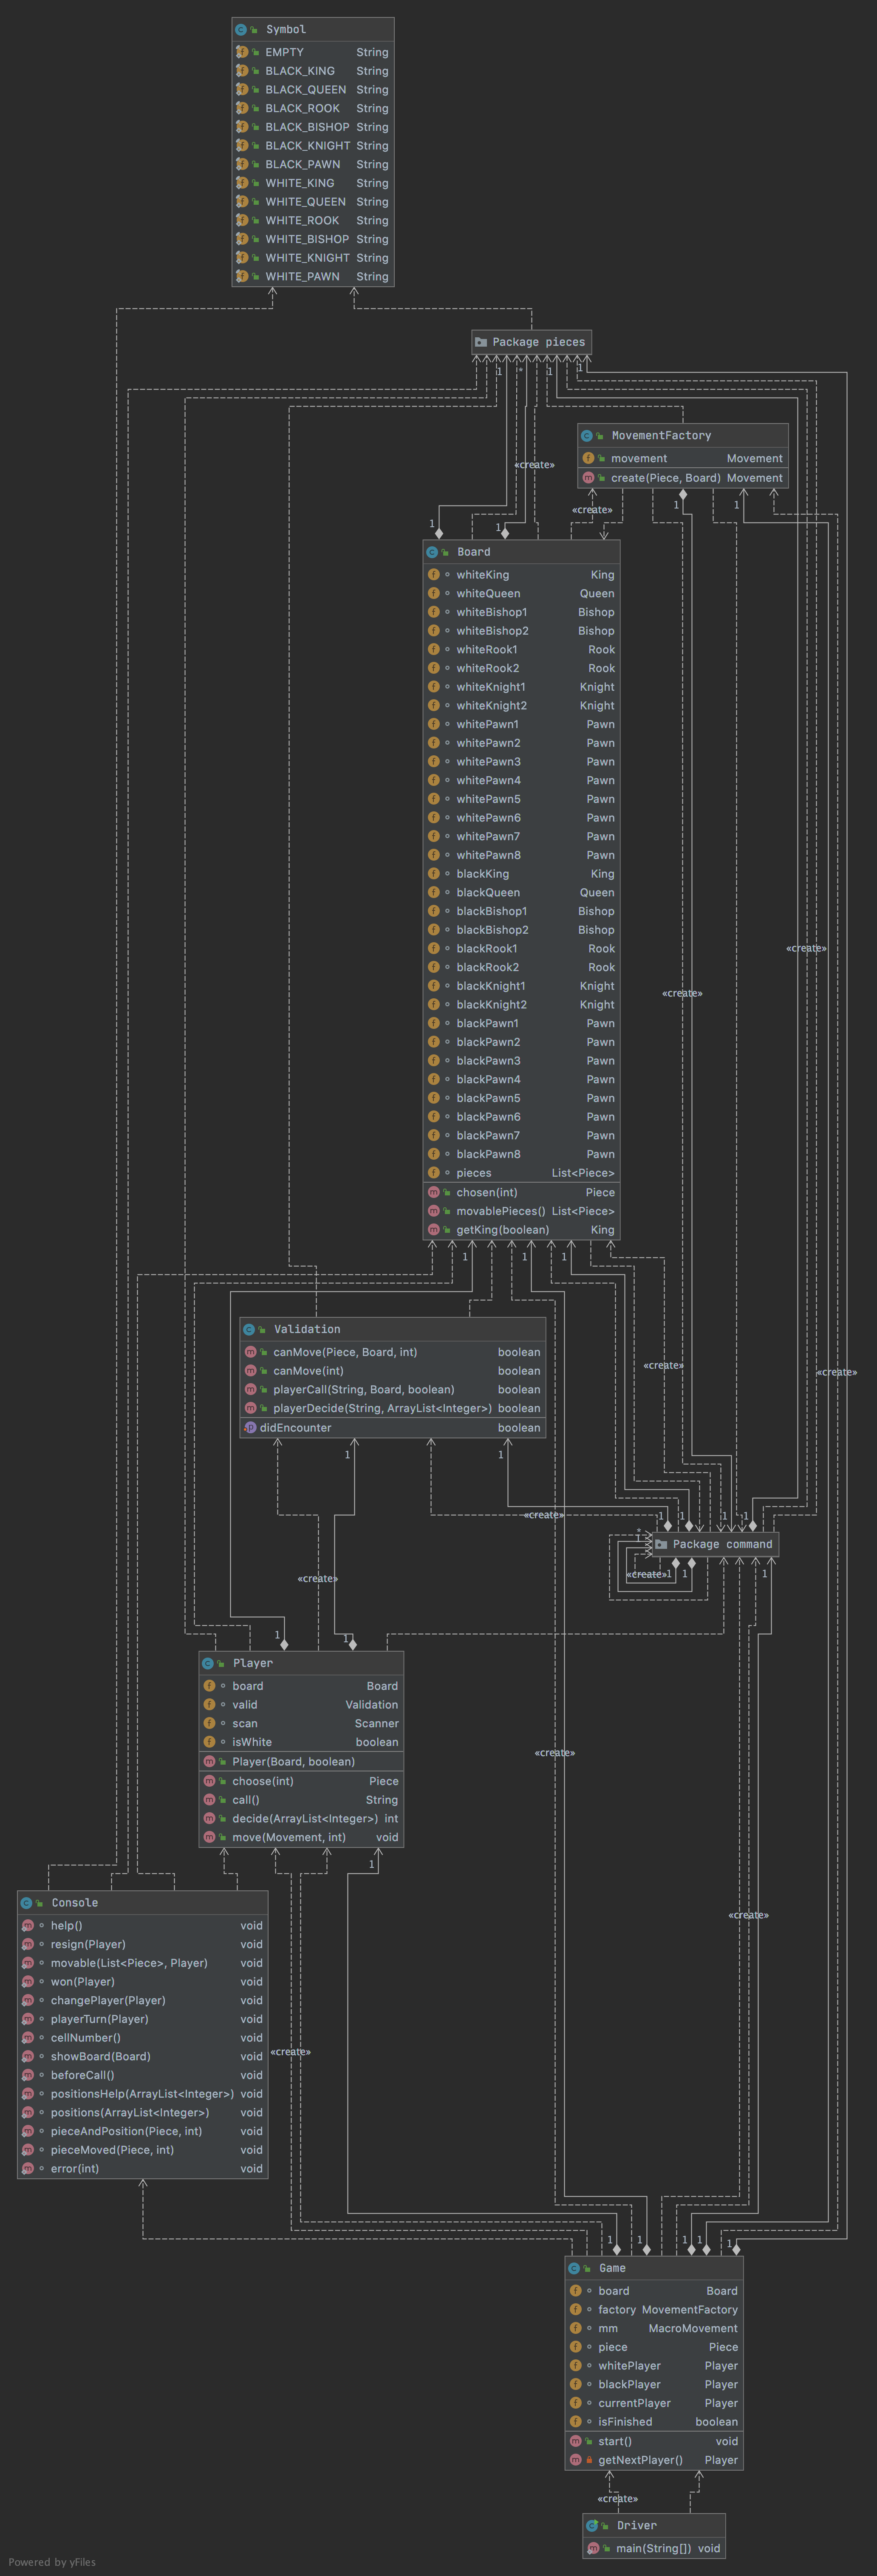 Symbol
EMPTY String
BLACK_KING String
BLACK_QUEEN String
BLACK_ROOK String
BLACK_BISHOP String
BLACK_KNIGHT String
BLACK_PAWN String
WHITE_KING String
WHITE_QUEEN String
WHITE_ROOK String
WHITE_BISHOP String
WHITE_KNIGHT String
WHITE_PAWN String
Package pieces
1 * 1 1
MovementFactory
movement Movement
create(Piece, Board) Movement
«create»
«create»
1 1
1 1
Board
whiteKing King
whiteQueen Queen
whiteBishop1 Bishop
whiteBishop2 Bishop
whiteRook1 Rook
whiteRook2 Rook
whiteKnight1 Knight
whiteKnight2 Knight
whitePawn1 Pawn
whitePawn2 Pawn
whitePawn3 Pawn
whitePawn4 Pawn
whitePawn5 Pawn
whitePawn6 Pawn
whitePawn7 Pawn
whitePawn8 Pawn
blackKing King
blackQueen Queen
blackBishop1 Bishop
blackBishop2 Bishop
blackRook1 Rook
blackRook2 Rook
blackKnight1 Knight
blackKnight2 Knight
blackPawn1 Pawn
blackPawn2 Pawn
blackPawn3 Pawn
blackPawn4 Pawn
blackPawn5 Pawn
blackPawn6 Pawn
blackPawn7 Pawn
blackPawn8 Pawn
pieces List<Piece>
chosen(int) Piece
movablePieces() List<Piece>
getKing(boolean) King
«create»
«create»
1 1 1
Validation
canMove(Piece, Board, int) boolean
canMove(int) boolean
playerCall(String, Board, boolean) boolean
playerDecide(String, ArrayList<Integer>) boolean
didEncounter boolean
«create»
«create»
1 1
«create»
1 1 1
* 1
Package command
«create» 1 1 1
«create»
1 1
Player
board Board
valid Validation
scan Scanner
isWhite boolean
Player(Board, boolean)
choose(int) Piece
call() String
decide(ArrayList<Integer>) int
move(Movement, int) void
«create»
1
Console
help() void
resign(Player) void
movable(List<Piece>, Player) void
won(Player) void
changePlayer(Player) void
playerTurn(Player) void
cellNumber() void
showBoard(Board) void
beforeCall() void
positionsHelp(ArrayList<Integer>) void
positions(ArrayList<Integer>) void
pieceAndPosition(Piece, int) void
pieceMoved(Piece, int) void
error(int) void
«create»
«create»
1 1 1 1 1
Game
board Board
factory MovementFactory
mm MacroMovement
piece Piece
whitePlayer Player
blackPlayer Player
currentPlayer Player
isFinished boolean
start() void
getNextPlayer() Player
«create»
Driver
main(String[]) void
Powered by yFiles